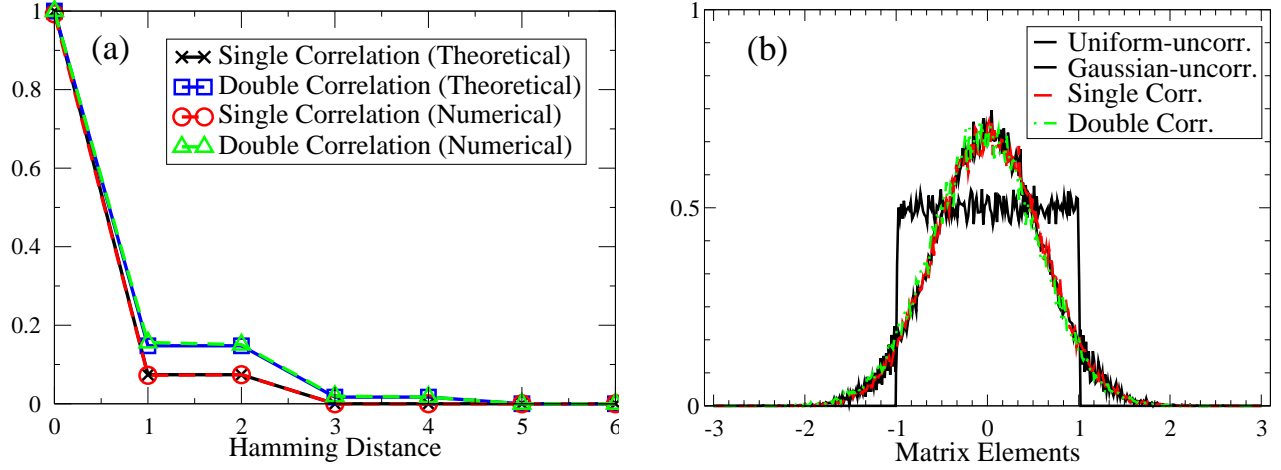 (a)
Single Correlation (Theoretical)
Double Correlation (Theoretical)
Single Correlation (Numerical)
Double Correlation (Numerical)
1
0.8
0.6
0.4
0.2
0
0 1 2 3 4 5 6
Hamming Distance
(b)
Uniform-uncorr.
Gaussian-uncorr.
Single Corr.
Double Corr.
1
0.5
0
-3 -2 -1 0 1 2 3
Matrix Elements